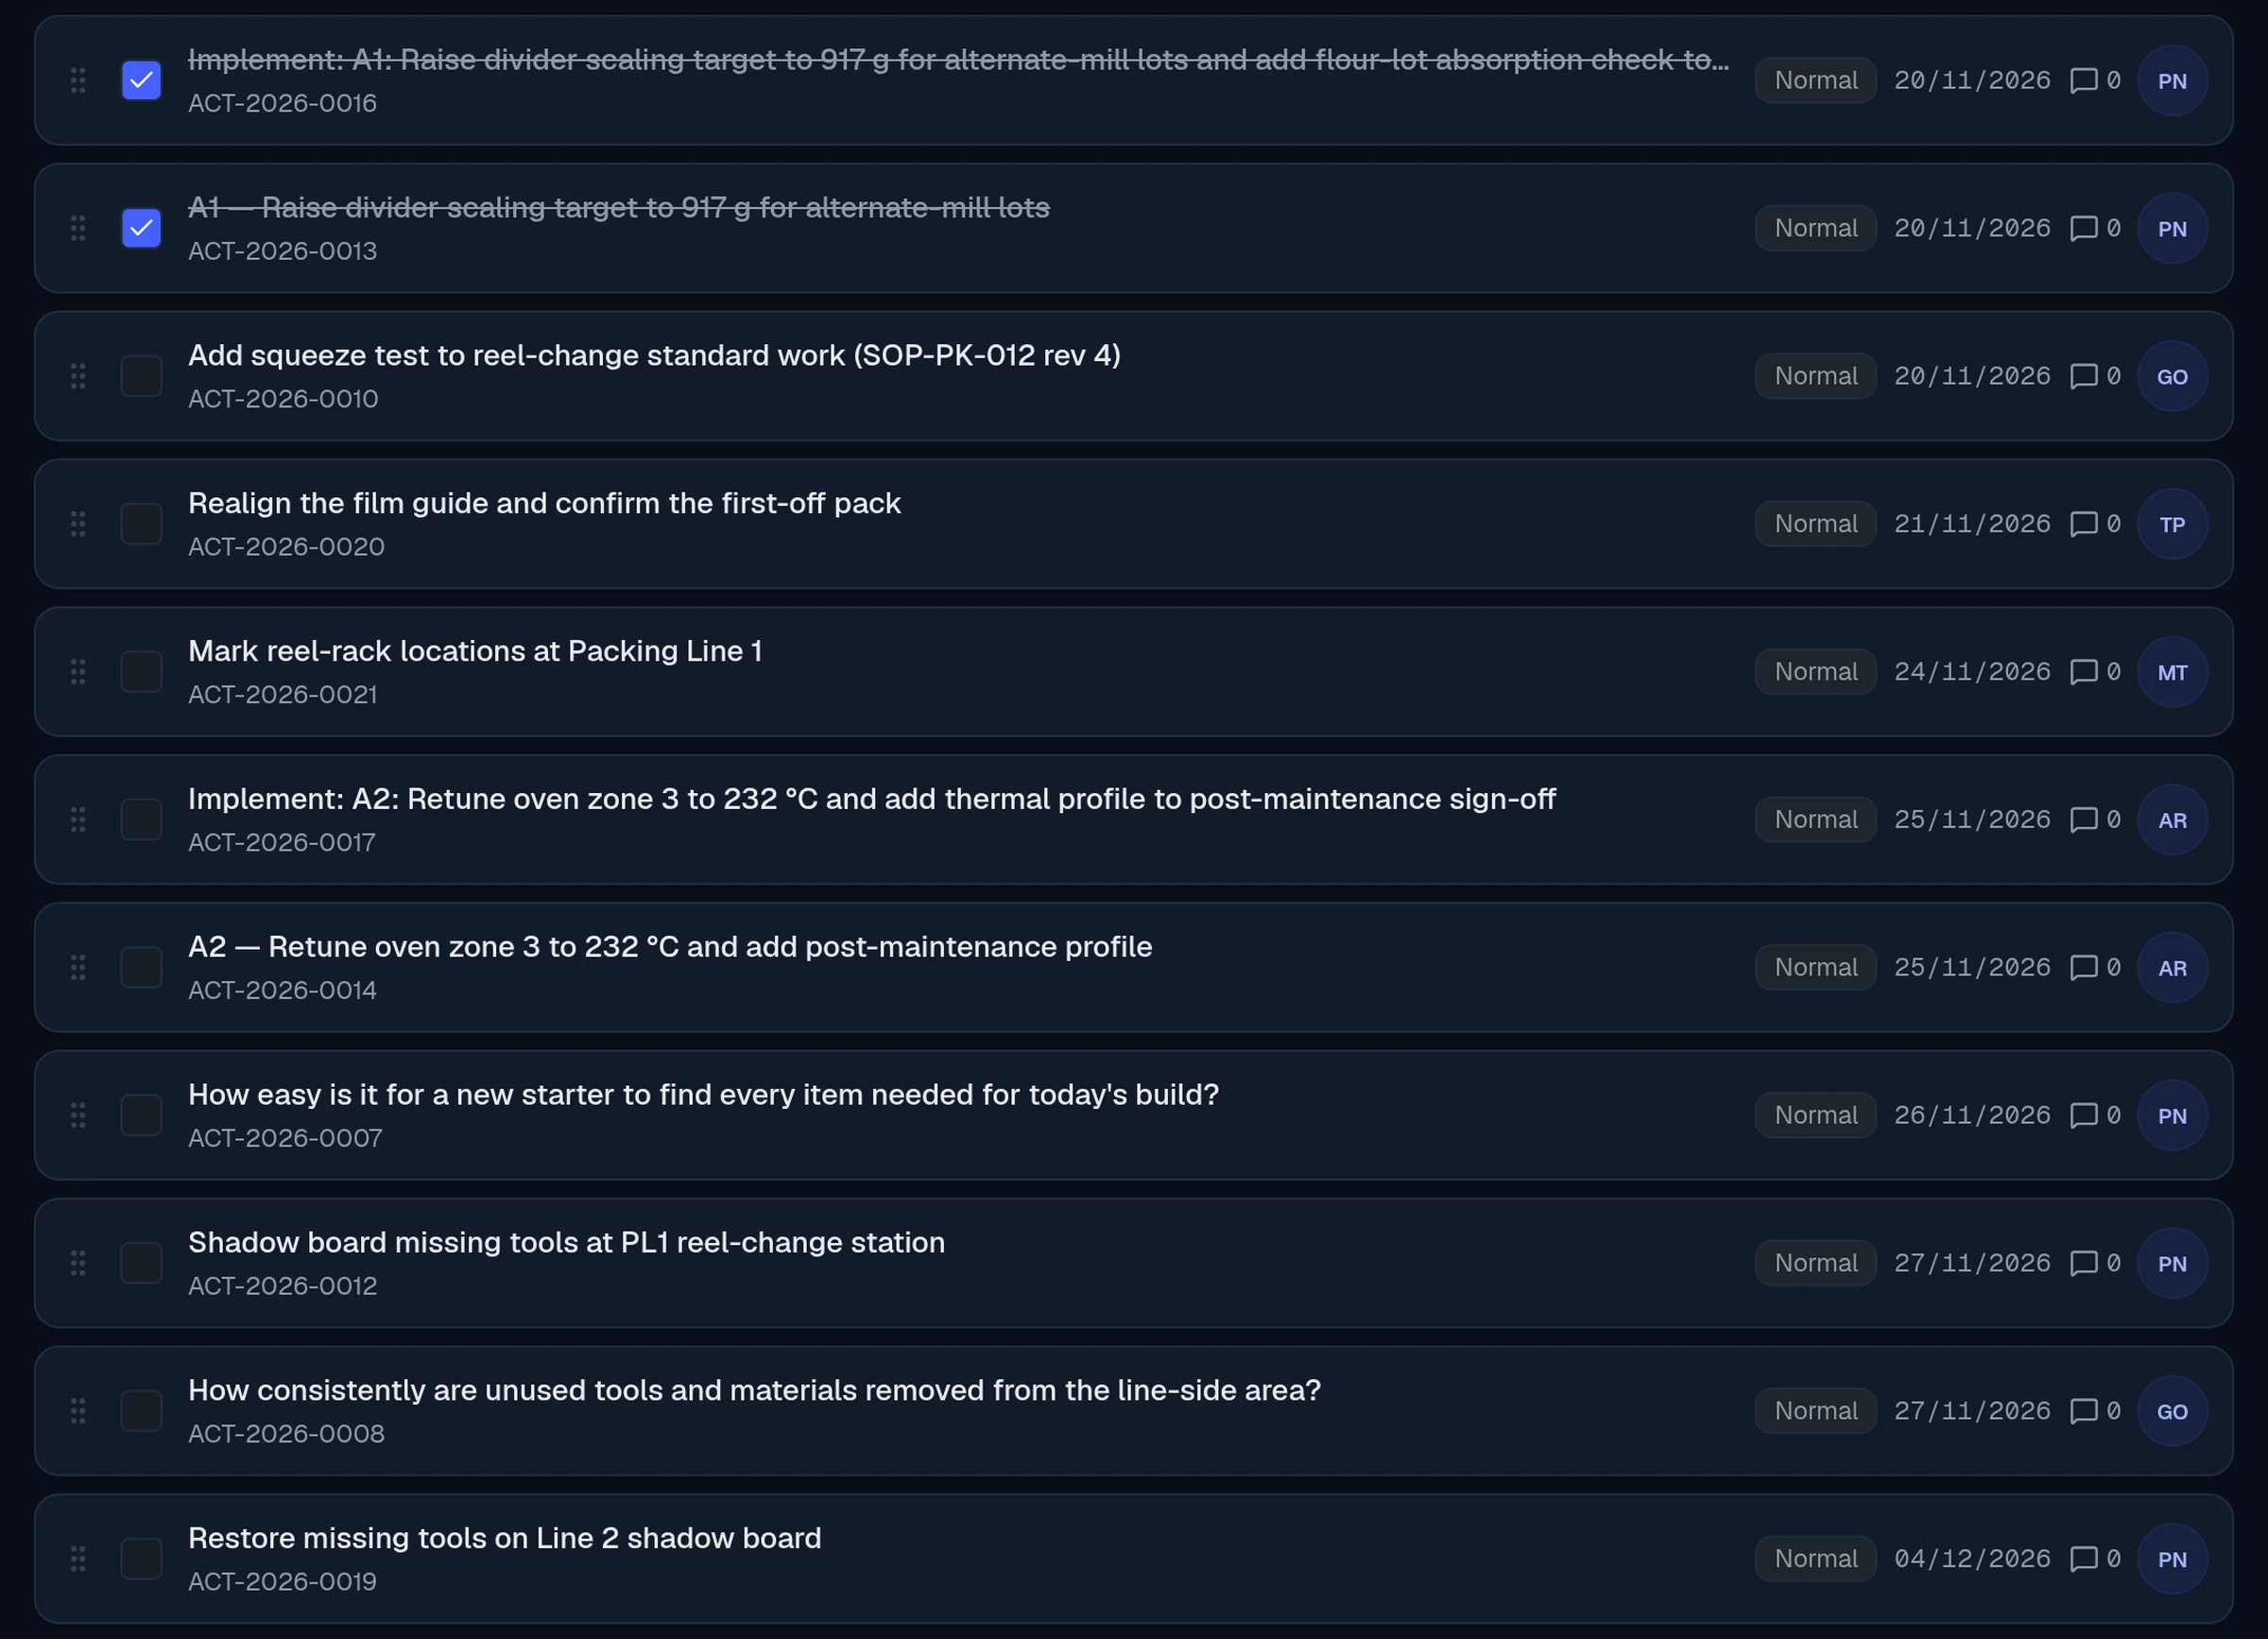 Implement: A1: Raise divider scaling target to 917 g for alternate-mill lots and add flour-lot absorption check to...
ACT-2026-0016
Normal 20/11/2026 0 PN
A1 — Raise divider scaling target to 917 g for alternate-mill lots
ACT-2026-0013
Normal 20/11/2026 0 PN
Add squeeze test to reel-change standard work (SOP-PK-012 rev 4)
ACT-2026-0010
Normal 20/11/2026 0 GO
Realign the film guide and confirm the first-off pack
ACT-2026-0020
Normal 21/11/2026 0 TP
Mark reel-rack locations at Packing Line 1
ACT-2026-0021
Normal 24/11/2026 0 MT
Implement: A2: Retune oven zone 3 to 232 °C and add thermal profile to post-maintenance sign-off
ACT-2026-0017
Normal 25/11/2026 0 AR
A2 — Retune oven zone 3 to 232 °C and add post-maintenance profile
ACT-2026-0014
Normal 25/11/2026 0 AR
How easy is it for a new starter to find every item needed for today's build?
ACT-2026-0007
Normal 26/11/2026 0 PN
Shadow board missing tools at PL1 reel-change station
ACT-2026-0012
Normal 27/11/2026 0 PN
How consistently are unused tools and materials removed from the line-side area?
ACT-2026-0008
Normal 27/11/2026 0 GO
Restore missing tools on Line 2 shadow board
ACT-2026-0019
Normal 04/12/2026 0 PN